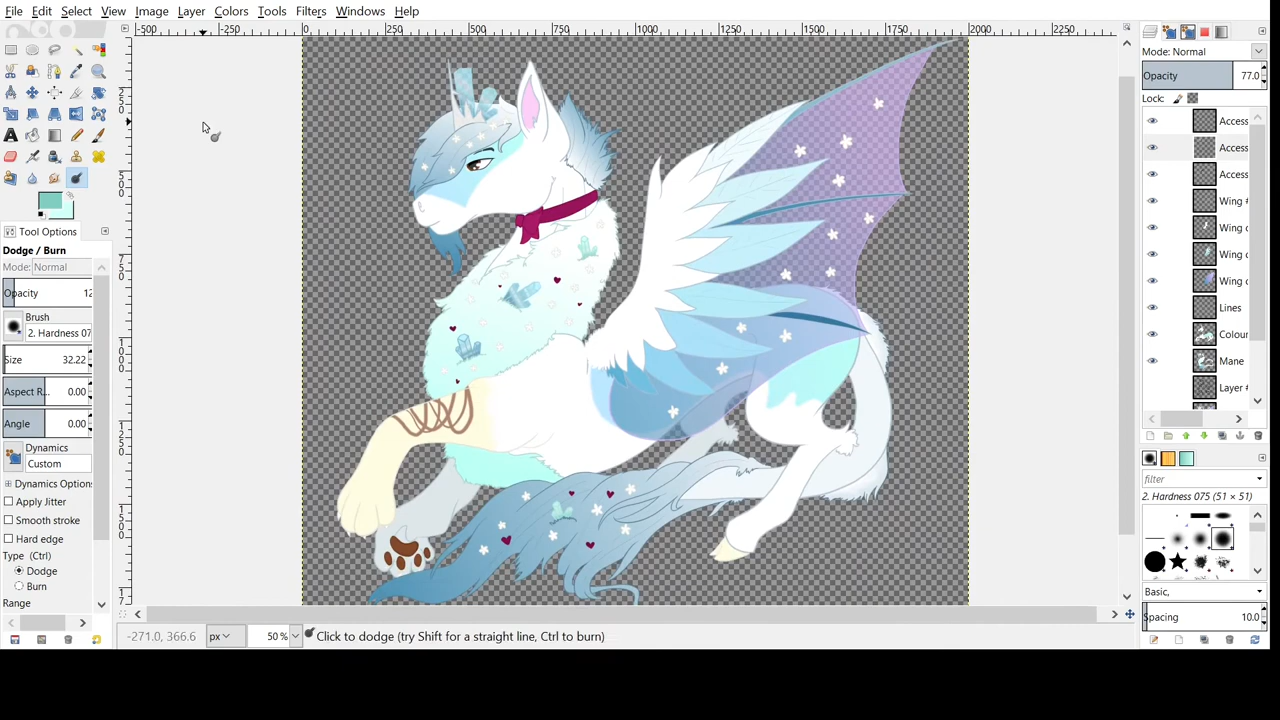 File Edit Select View Image Layer Colors Tools Filters Windows Help
-500 -250 0 250 500 750 1000 1250 1500 1750 2000 2250
Tool Options
Dodge / Burn
Mode: Normal
Opacity 12
Brush
2. Hardness 075
Size 32.22
Aspect R... 0.00
Angle 0.00
Dynamics
Custom
Dynamics Option
Apply Jitter
Smooth stroke
Hard edge
Type (Ctrl)
Dodge
Burn
Range
-271.0, 366.6 px 50 % Click to dodge (try Shift for a straight line, Ctrl to burn)
Mode: Normal
Opacity 77.0
Lock:
Access
Access
Access
Wing #
Wing c
Wing c
Wing c
Lines
Colour
Mane
Layer #
filter
2. Hardness 075 (51 × 51)
Basic,
Spacing 10.0